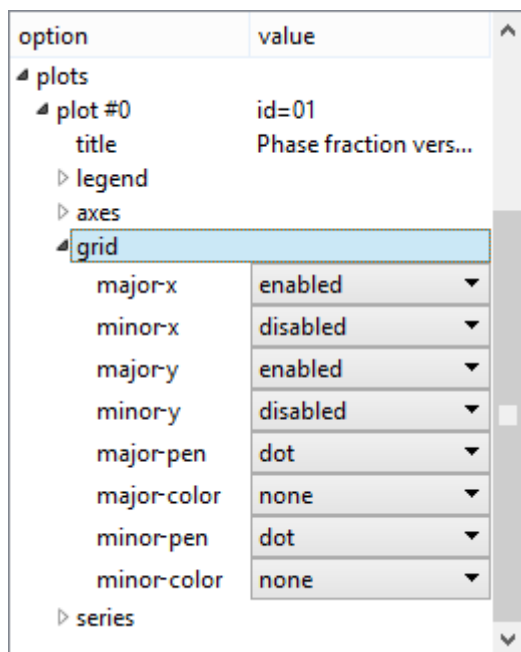 option value
plots
plot #0 id=01
title Phase fraction vers...
legend
axes
grid
major-x enabled
minor-x disabled
major-y enabled
minor-y disabled
major-pen dot
major-color none
minor-pen dot
minor-color none
series